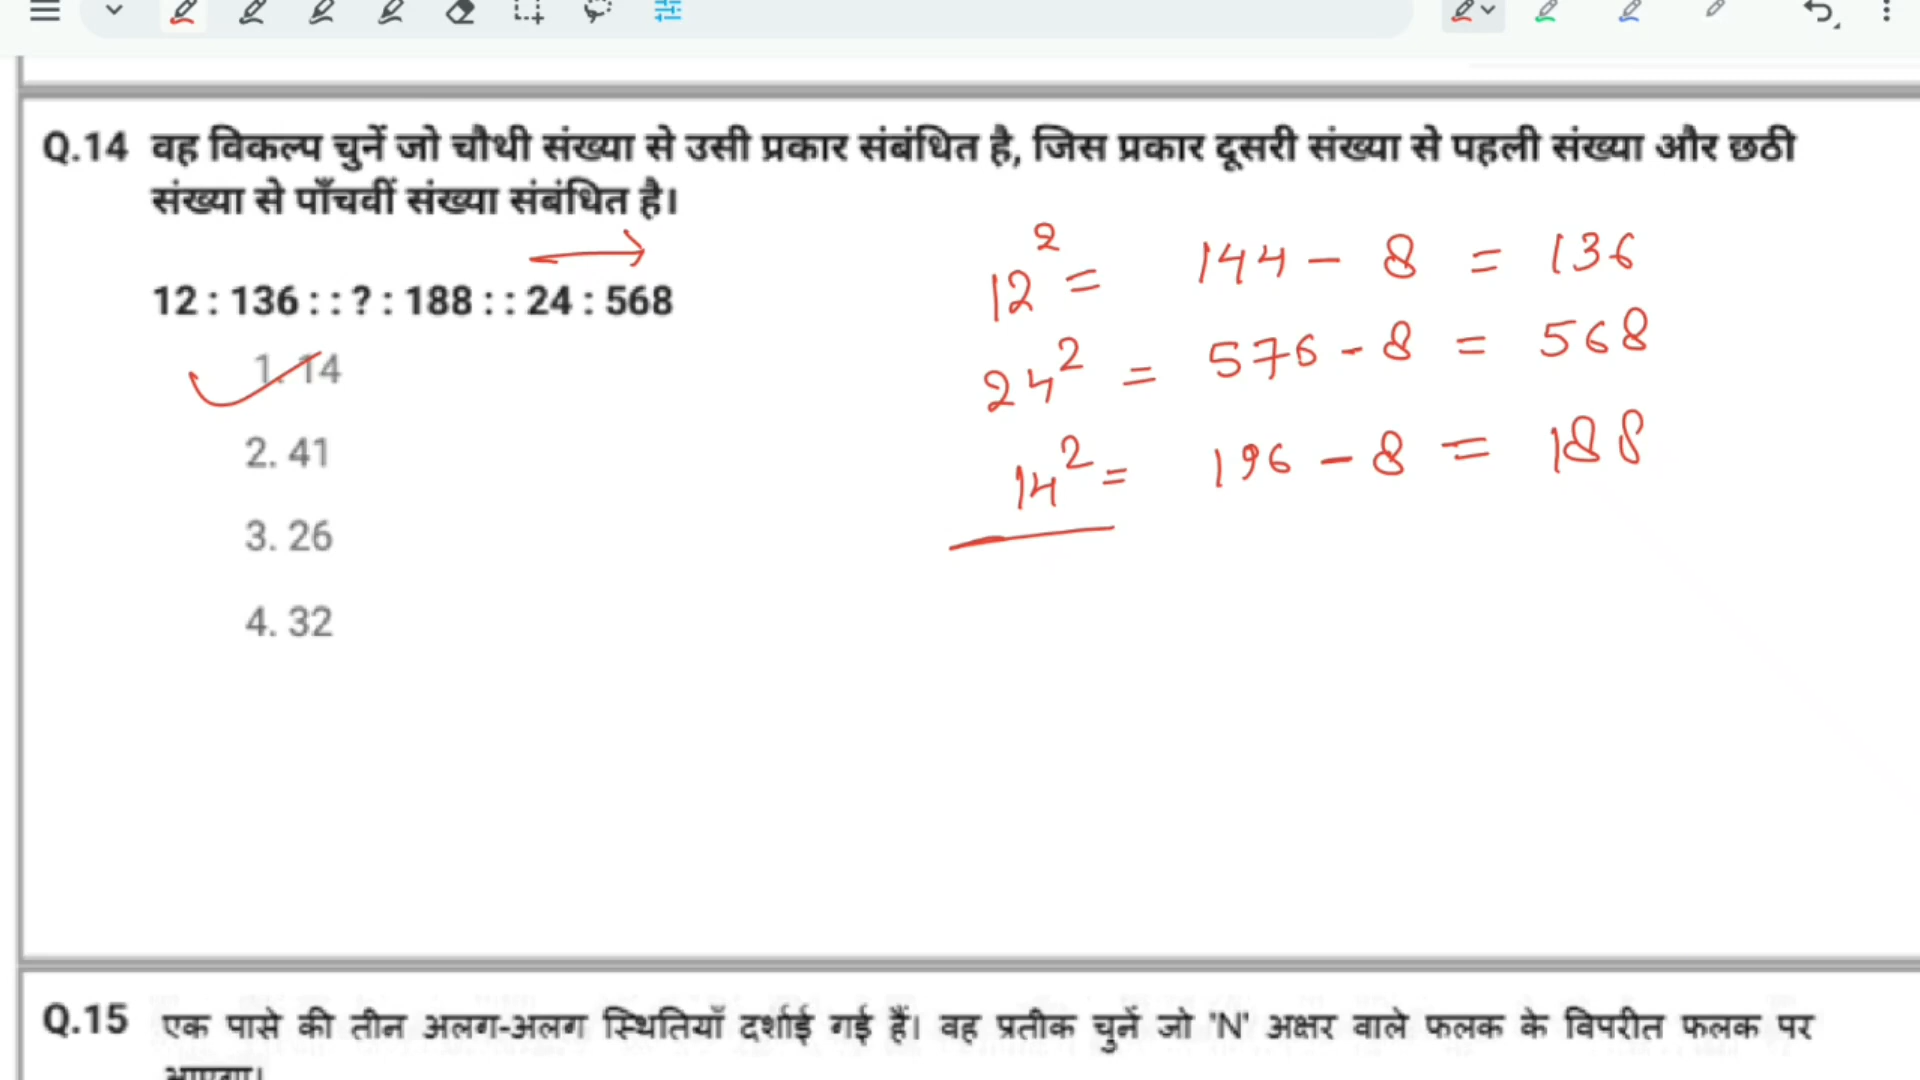 Q.14 वह विकल्प चुनें जो चौथी संख्या से उसी प्रकार संबंधित है, जिस प्रकार दूसरी संख्या से पहली संख्या और छठी
संख्या से पाँचवीं संख्या संबंधित है।
12 : 136 : : ? : 188 : : 24 : 568
1. 14
2. 41
3. 26
4. 32
12² = 144 - 8 = 136
24² = 576 - 8 = 568
14² = 196 - 8 = 188
Q.15 एक पासे की तीन अलग-अलग स्थितियाँ दर्शाई गई हैं। वह प्रतीक चुनें जो 'N' अक्षर वाले फलक के विपरीत फलक पर
आएगा।